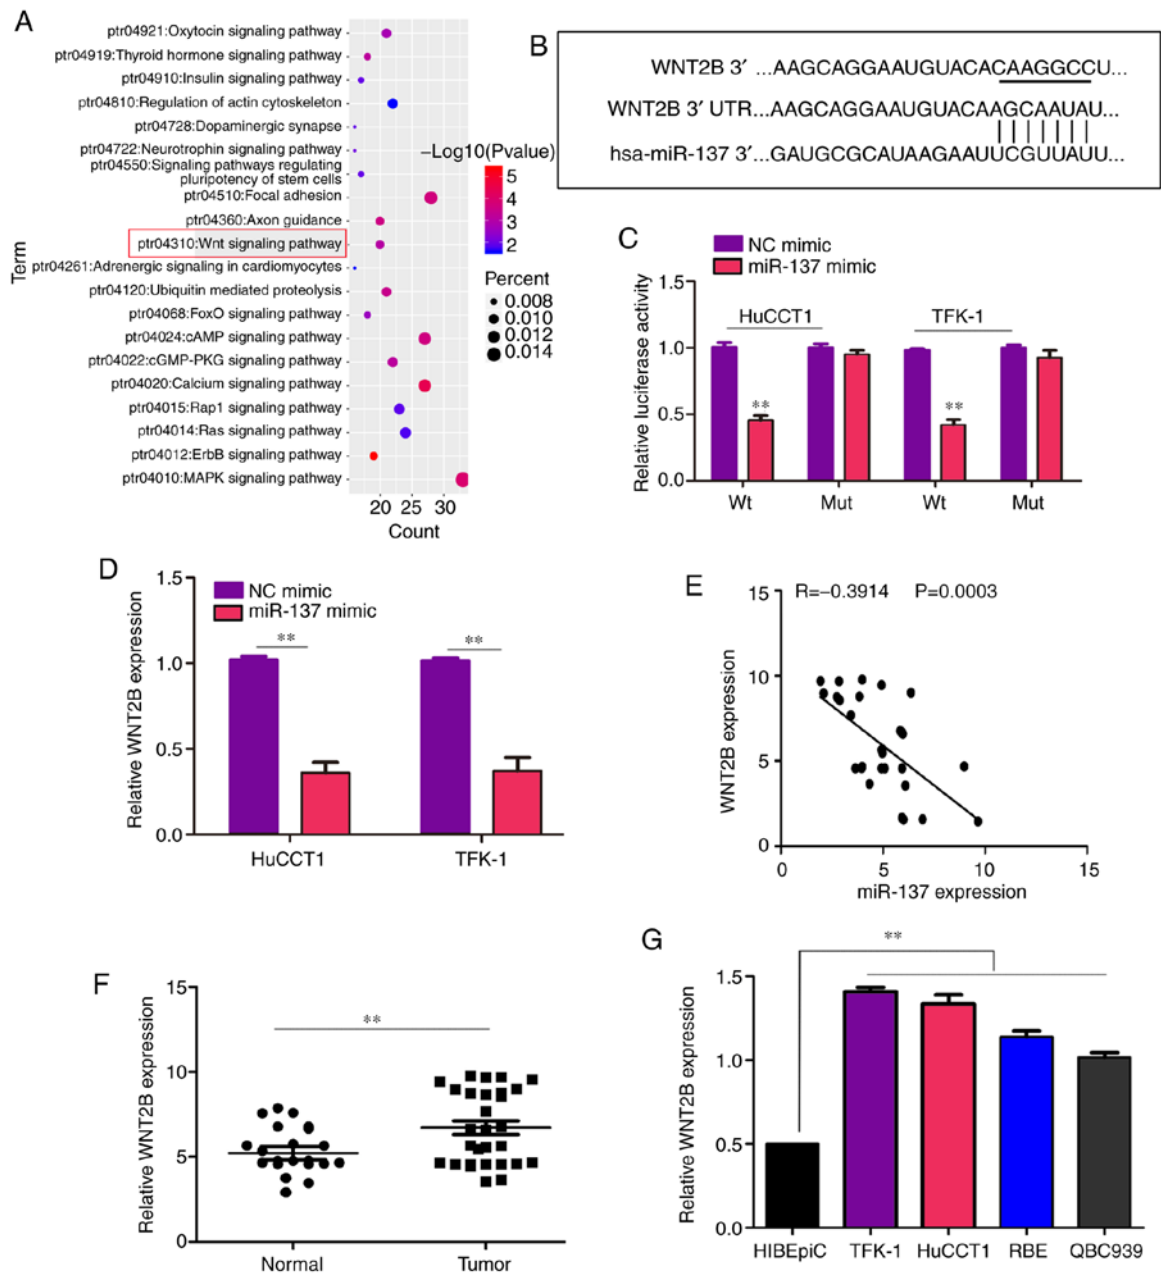 A
ptr04921:Oxytocin signaling pathway
ptr04919:Thyroid hormone signaling pathway
ptr04910:Insulin signaling pathway
ptr04810:Regulation of actin cytoskeleton
ptr04728:Dopaminergic synapse
ptr04722:Neurotrophin signaling pathway
ptr04550:Signaling pathways regulating
pluripotency of stem cells
ptr04510:Focal adhesion
ptr04360:Axon guidance
ptr04310:Wnt signaling pathway
ptr04261:Adrenergic signaling in cardiomyocytes
ptr04120:Ubiquitin mediated proteolysis
ptr04068:FoxO signaling pathway
ptr04024:cAMP signaling pathway
ptr04022:cGMP-PKG signaling pathway
ptr04020:Calcium signaling pathway
ptr04015:Rap1 signaling pathway
ptr04014:Ras signaling pathway
ptr04012:ErbB signaling pathway
ptr04010:MAPK signaling pathway
Term
20 25 30
Count
−Log10(Pvalue)
5
4
3
2
Percent
0.008
0.010
0.012
0.014
B
WNT2B 3′ ...AAGCAGGAAUGUACACAAGGCCU...
WNT2B 3′ UTR...AAGCAGGAAUGUACAAGCAAUAU...
hsa-miR-137 3′...GAUGCGCAUAAGAAUUCGUUAUU...
C
NC mimic
miR-137 mimic
Relative luciferase activity
1.5
1.0
0.5
0.0
HuCCT1 TFK-1
** **
Wt Mut Wt Mut
D
NC mimic
miR-137 mimic
Relative WNT2B expression
1.5
1.0
0.5
0.0
** **
HuCCT1 TFK-1
E
R=−0.3914 P=0.0003
WNT2B expression
15
10
5
0
0 5 10 15
miR-137 expression
F
Relative WNT2B expression
15
10
5
0
**
Normal Tumor
G
**
Relative WNT2B expression
1.5
1.0
0.5
0.0
HIBEpiC TFK-1 HuCCT1 RBE QBC939